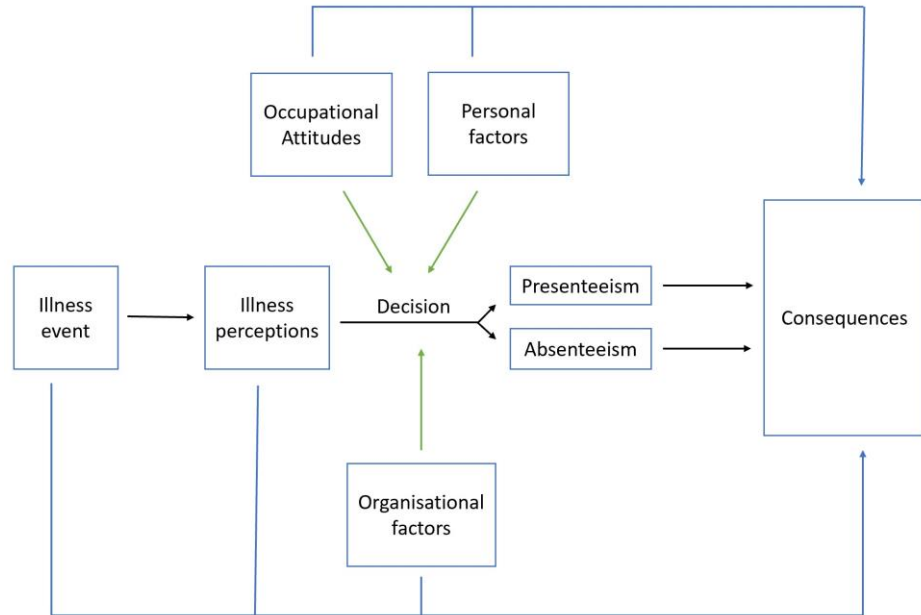 Occupational
Attitudes
Personal
factors
Illness
event
Illness
perceptions
Decision
Presenteeism
Absenteeism
Consequences
Organisational
factors